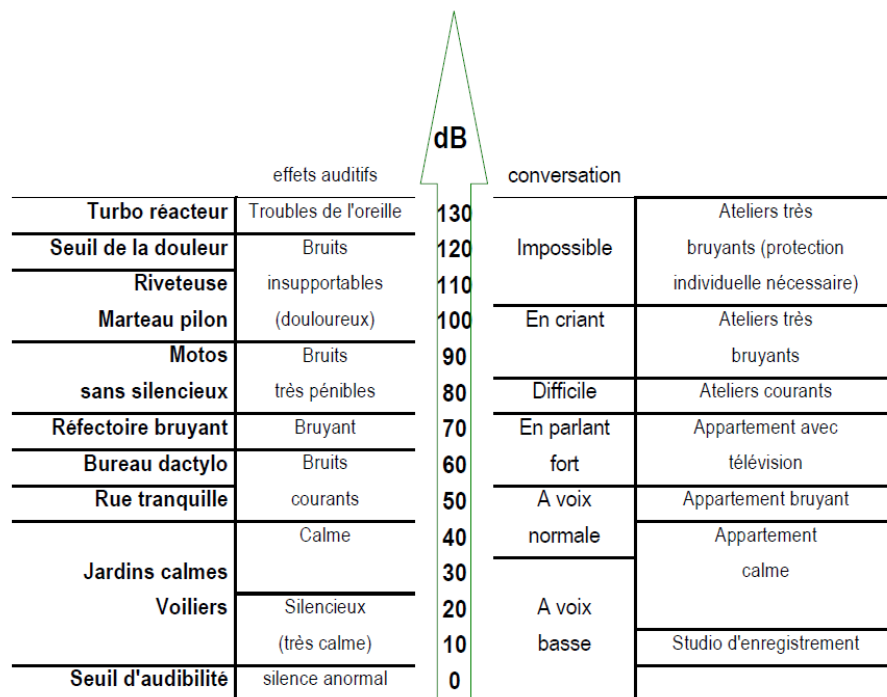 dB
effets auditifs conversation
Turbo réacteur Troubles de l'oreille 130 Ateliers très
Seuil de la douleur Bruits 120 Impossible bruyants (protection
Riveteuse insupportables 110 individuelle nécessaire)
Marteau pilon (douloureux) 100 En criant Ateliers très
Motos Bruits 90 bruyants
sans silencieux très pénibles 80 Difficile Ateliers courants
Réfectoire bruyant Bruyant 70 En parlant Appartement avec
Bureau dactylo Bruits 60 fort télévision
Rue tranquille courants 50 A voix Appartement bruyant
Calme 40 normale Appartement
Jardins calmes 30 calme
Voiliers Silencieux 20 A voix
(très calme) 10 basse Studio d'enregistrement
Seuil d'audibilité silence anormal 0